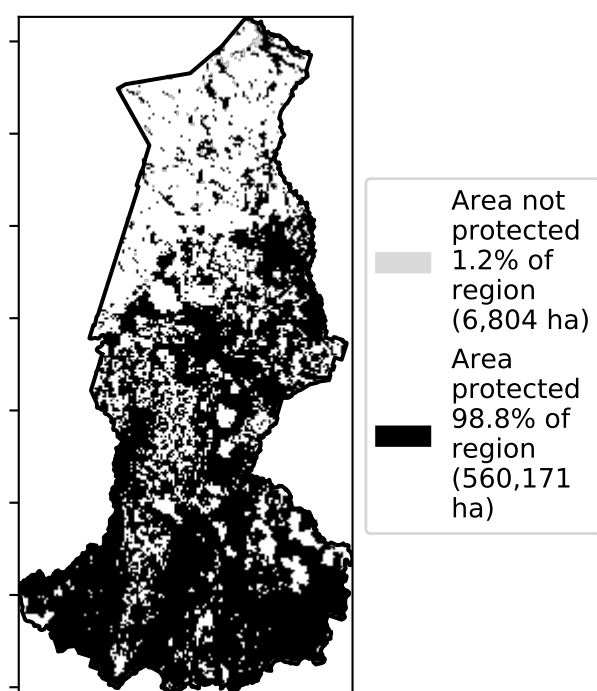 Area not
protected
1.2% of
region
(6,804 ha)
Area
protected
98.8% of
region
(560,171
ha)